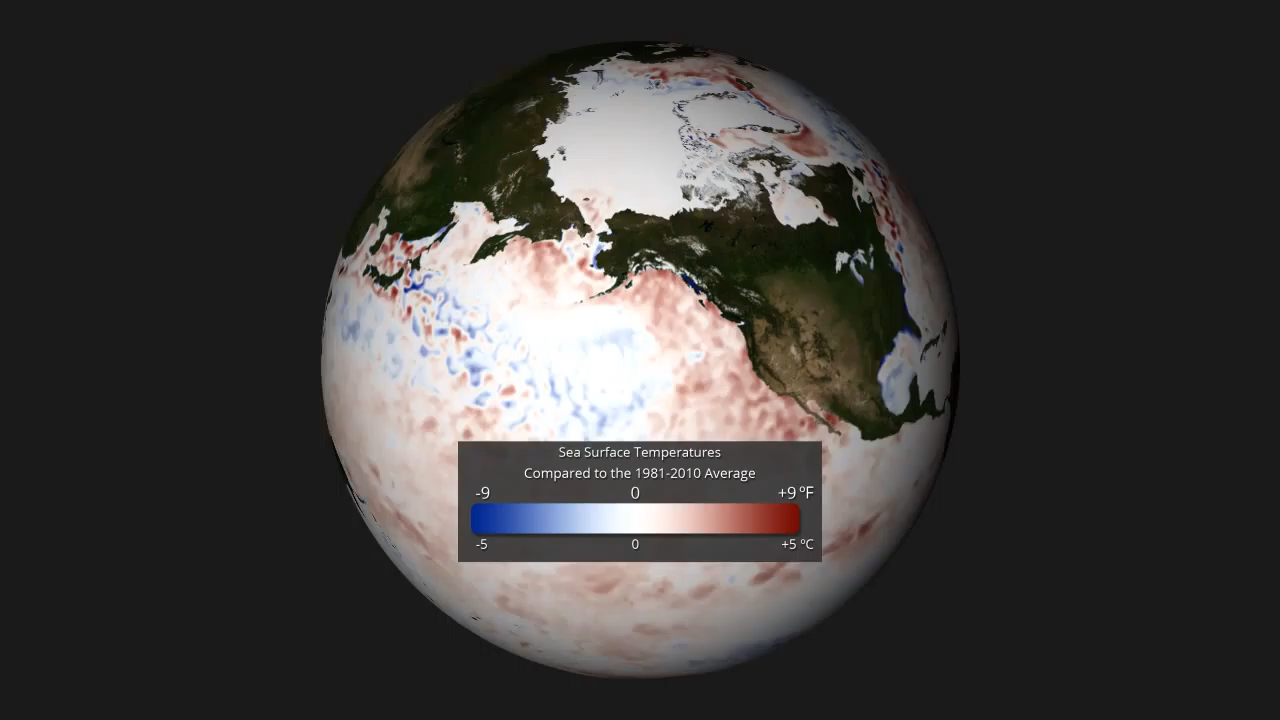 Sea Surface Temperatures
Compared to the 1981-2010 Average
-9 0 +9 ºF
-5 0 +5 ºC